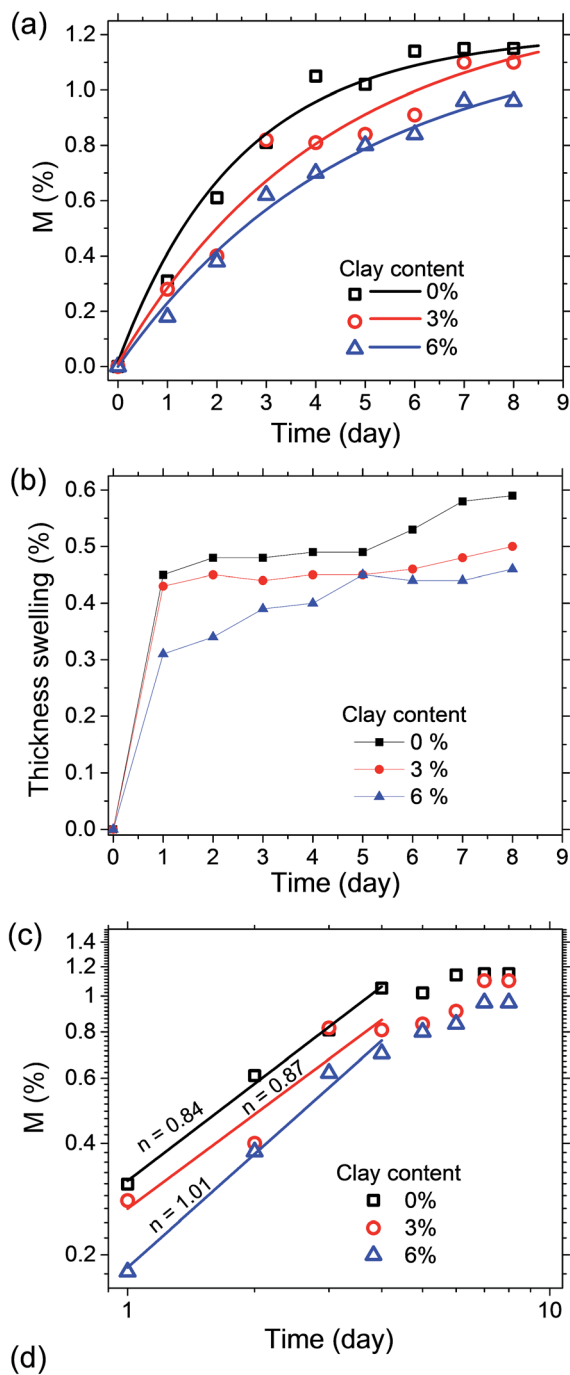 (a)
1.2
1.0
0.8
0.6
0.4
0.2
0.0
M (%)
Clay content
0%
3%
6%
0 1 2 3 4 5 6 7 8 9
Time (day)
(b)
0.6
0.5
0.4
0.3
0.2
0.1
0.0
Thickness swelling (%)
Clay content
0 %
3 %
6 %
0 1 2 3 4 5 6 7 8
Time (day)
(c)
1.4
1.2
1
0.8
0.6
0.4
0.2
M (%)
n = 0.84
n = 0.87
n = 1.01
Clay content
0%
3%
6%
1 10
Time (day)
(d)